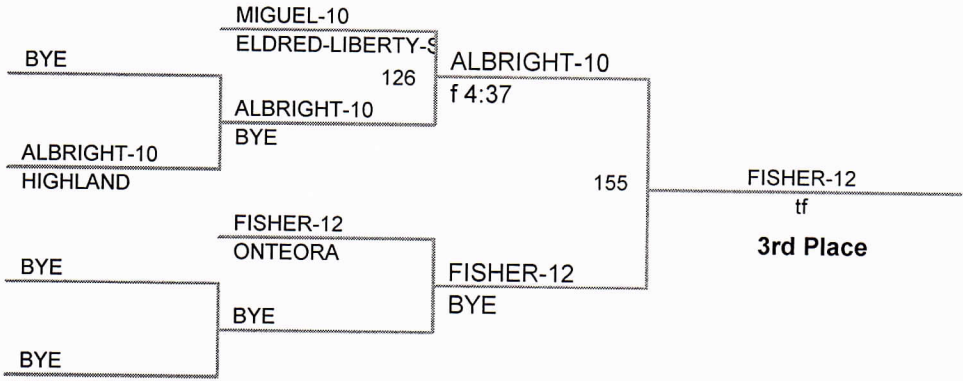 MIGUEL-10
ELDRED-LIBERTY-S
BYE
126
ALBRIGHT-10
f 4:37
ALBRIGHT-10
BYE
ALBRIGHT-10
HIGHLAND
155
FISHER-12
tf
3rd Place
FISHER-12
ONTEORA
BYE
FISHER-12
BYE
BYE
BYE